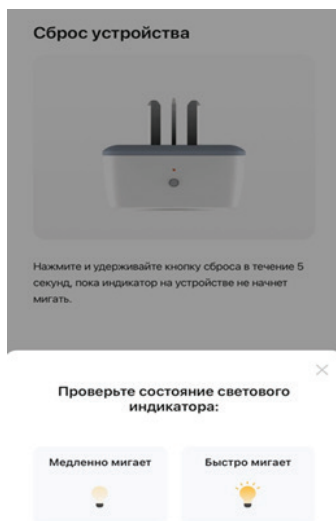 Сброс устройства
Нажмите и удерживайте кнопку сброса в течение 5
секунд, пока индикатор на устройстве не начнет
мигать.
Проверьте состояние светового
индикатора:
Медленно мигает
Быстро мигает